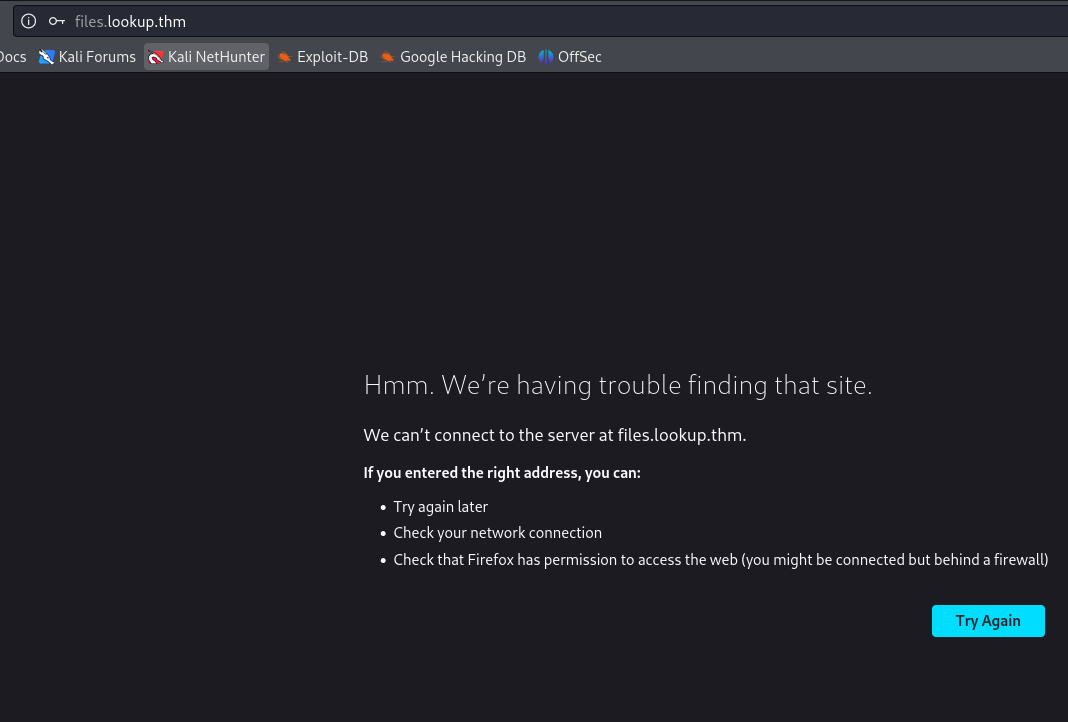 files.lookup.thm
Docs Kali Forums Kali NetHunter Exploit-DB Google Hacking DB OffSec
Hmm. We’re having trouble finding that site.
We can’t connect to the server at files.lookup.thm.
If you entered the right address, you can:
• Try again later
• Check your network connection
• Check that Firefox has permission to access the web (you might be connected but behind a firewall)
Try Again